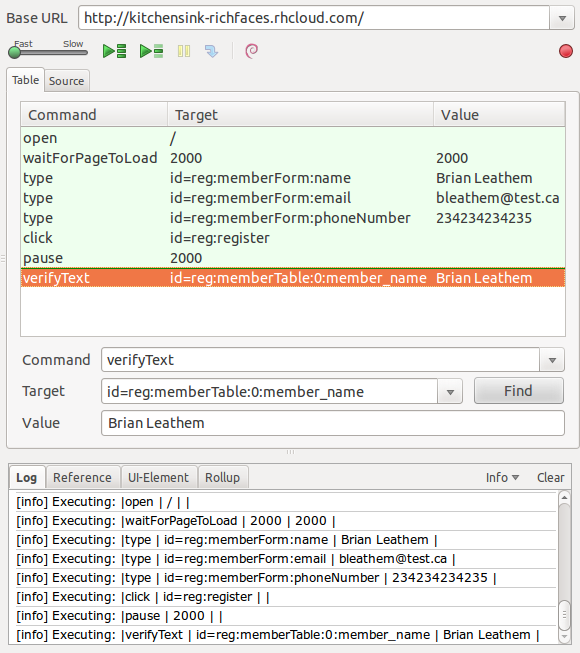 Base URL http://kitchensink-richfaces.rhcloud.com/
Fast Slow
Table Source
Command Target Value
open /
waitForPageToLoad 2000 2000
type id=reg:memberForm:name Brian Leathem
type id=reg:memberForm:email bleathem@test.ca
type id=reg:memberForm:phoneNumber 234234234235
click id=reg:register
pause 2000
verifyText id=reg:memberTable:0:member_name Brian Leathem
Command verifyText
Target id=reg:memberTable:0:member_name Find
Value Brian Leathem
Log Reference UI-Element Rollup Info Clear
[info] Executing: |open | / | |
[info] Executing: |waitForPageToLoad | 2000 | 2000 |
[info] Executing: |type | id=reg:memberForm:name | Brian Leathem |
[info] Executing: |type | id=reg:memberForm:email | bleathem@test.ca |
[info] Executing: |type | id=reg:memberForm:phoneNumber | 234234234235 |
[info] Executing: |click | id=reg:register | |
[info] Executing: |pause | 2000 | |
[info] Executing: |verifyText | id=reg:memberTable:0:member_name | Brian Leathem |